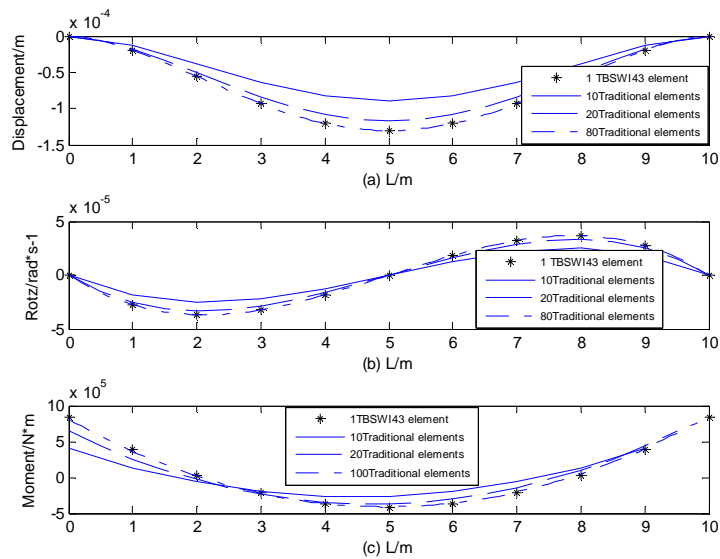 x 10-4
Displacement/m
0
-0.5
-1
-1.5
1 TBSWI43 element
10Traditional elements
20Traditional elements
80Traditional elements
0 1 2 3 4 5 6 7 8 9 10
(a) L/m
x 10-5
Rotz/rad*s-1
5
0
-5
1 TBSWI43 element
10Traditional elements
20Traditional elements
80Traditional elements
0 1 2 3 4 5 6 7 8 9 10
(b) L/m
x 105
Moment/N*m
10
5
0
-5
1TBSWI43 element
10Traditional elements
20Traditional elements
100Traditional elements
0 1 2 3 4 5 6 7 8 9 10
(c) L/m